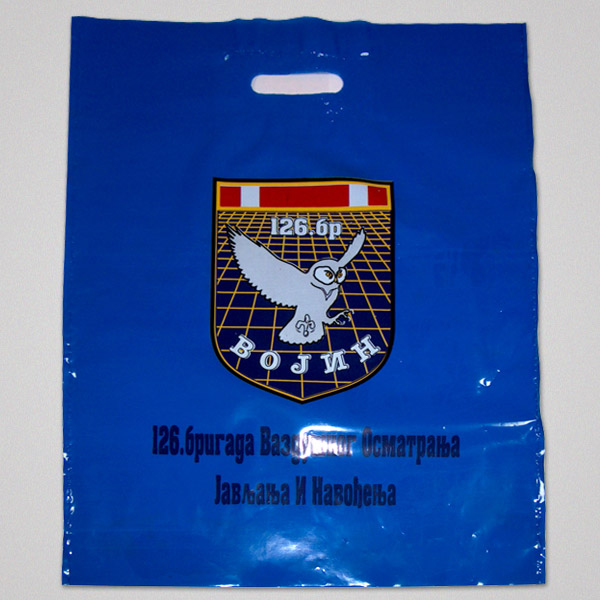 126.бр
ВОЈИН
126.бригада Ваздушног Осматрања
Јављања И Навођења